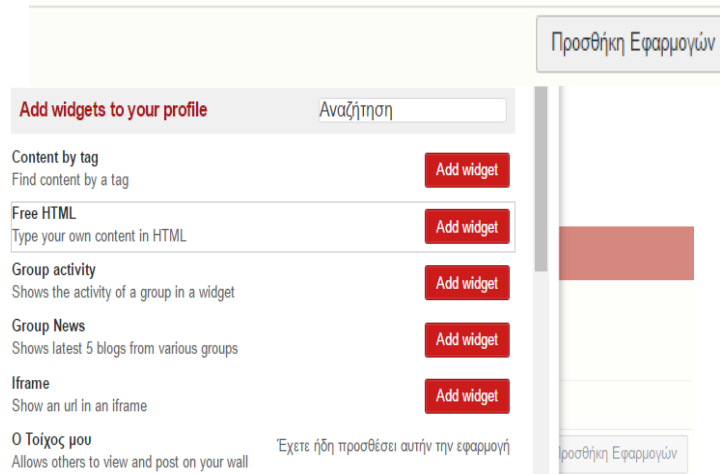 Προσθήκη Εφαρμογών
Add widgets to your profile
Αναζήτηση
Content by tag
Find content by a tag
Add widget
Free HTML
Type your own content in HTML
Add widget
Group activity
Shows the activity of a group in a widget
Add widget
Group News
Shows latest 5 blogs from various groups
Add widget
Iframe
Show an url in an iframe
Add widget
Ο Τοίχος μου
Allows others to view and post on your wall
Έχετε ήδη προσθέσει αυτήν την εφαρμογή
Προσθήκη Εφαρμογών